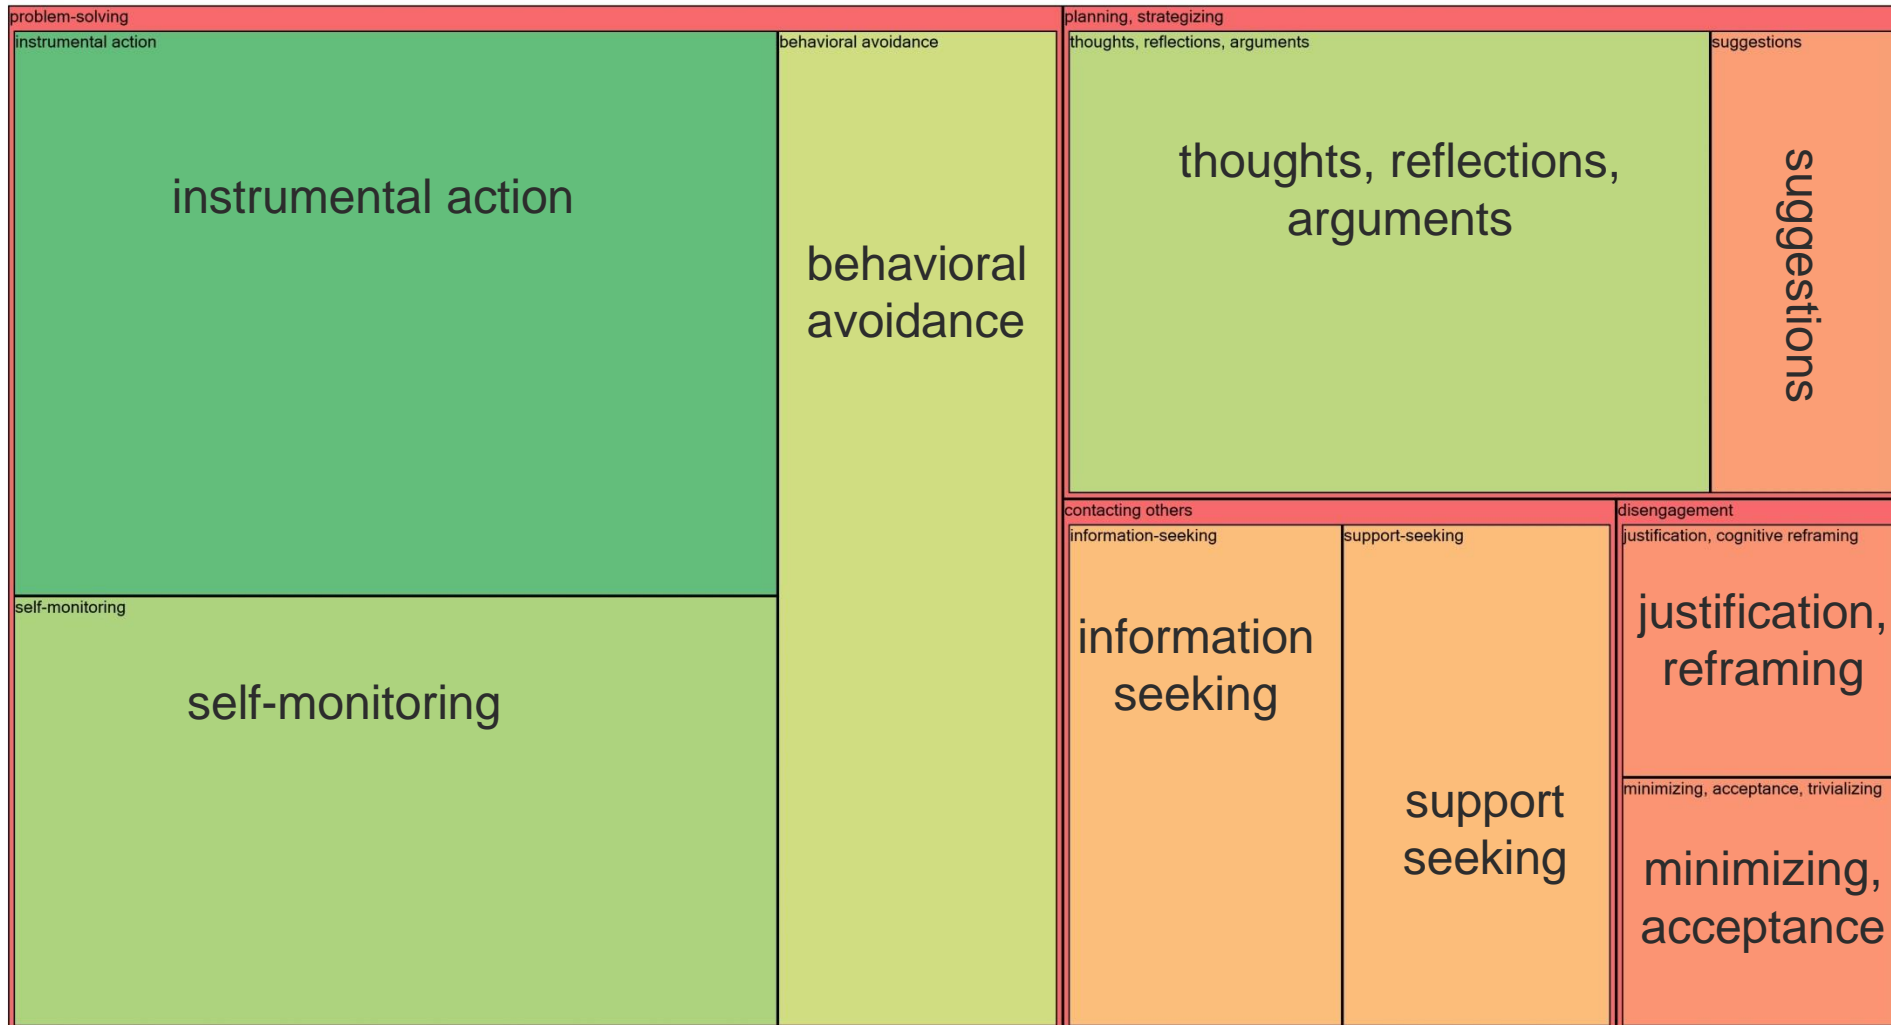 problem-solving
instrumental action
instrumental action
self-monitoring
self-monitoring
behavioral avoidance
behavioral
avoidance
planning, strategizing
thoughts, reflections, arguments
thoughts, reflections,
arguments
suggestions
suggestions
contacting others
information-seeking
information
seeking
support-seeking
support
seeking
disengagement
justification, cognitive reframing
justification,
reframing
minimizing, acceptance, trivializing
minimizing,
acceptance